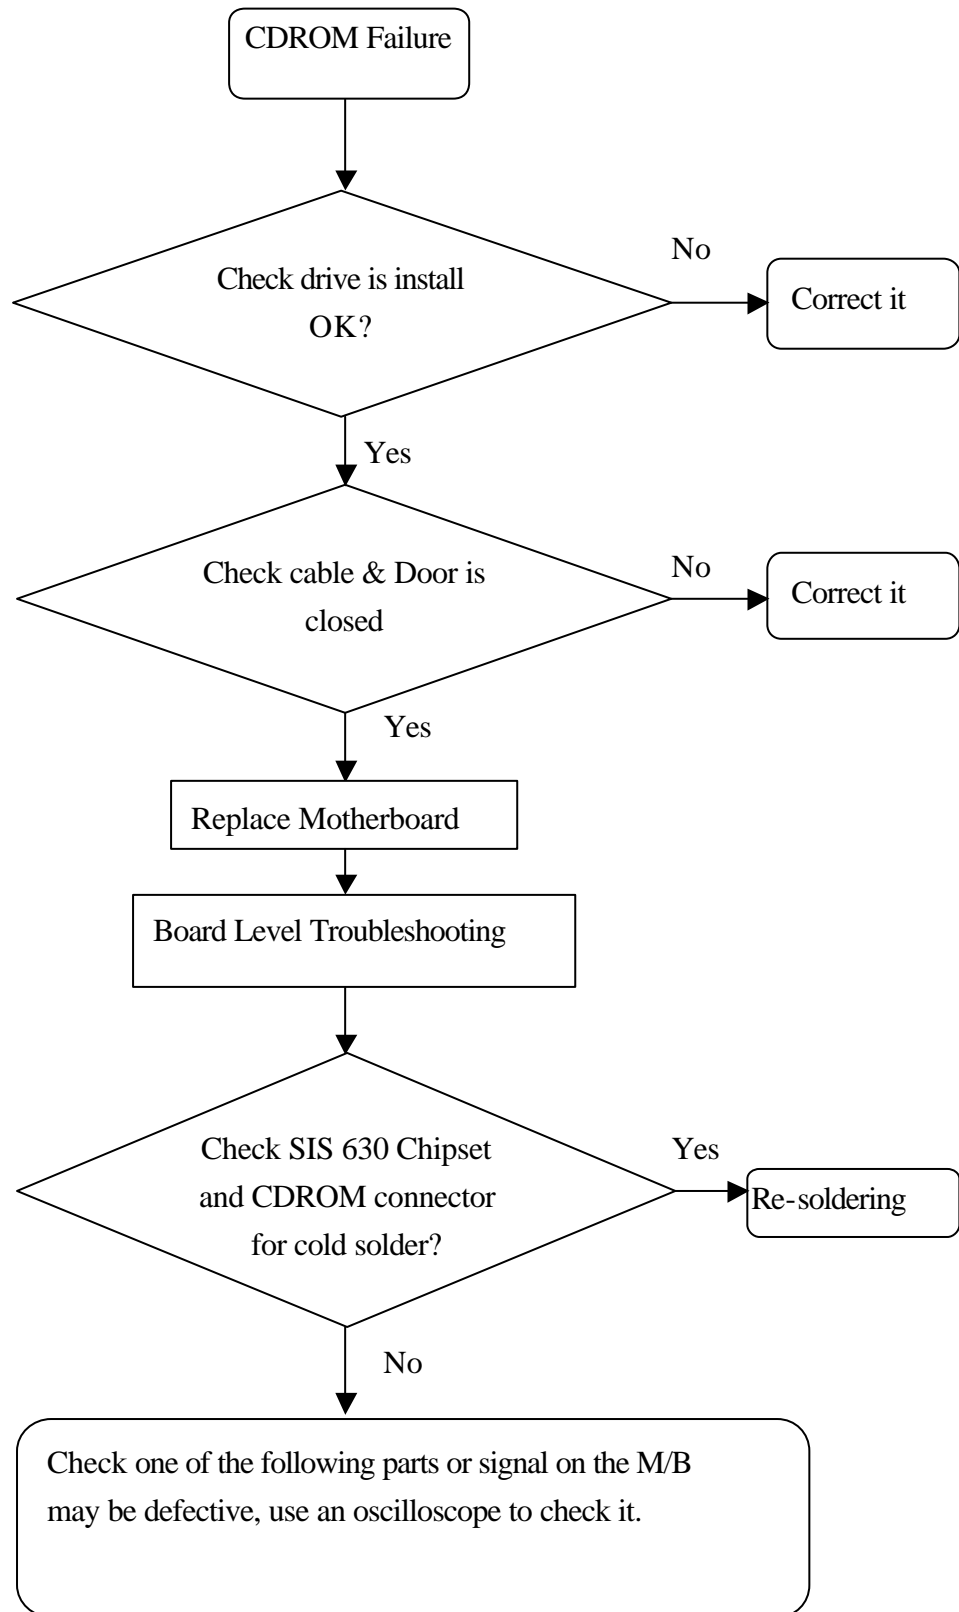 CDROM Failure
Check drive is install
OK?
No
Correct it
Yes
Check cable & Door is
closed
No
Correct it
Yes
Replace Motherboard
Board Level Troubleshooting
Check SIS 630 Chipset
and CDROM connector
for cold solder?
Yes
Re-soldering
No
Check one of the following parts or signal on the M/B
may be defective, use an oscilloscope to check it.